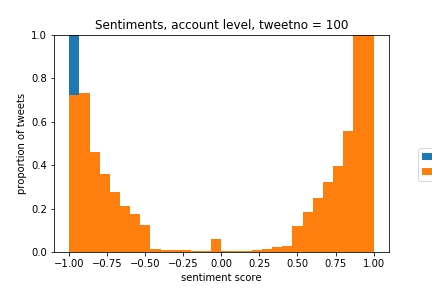 Sentiments, account level, tweetno = 100
proportion of tweets
1.0
0.8
0.6
0.4
0.2
0.0
−1.00 −0.75 −0.50 −0.25 0.00 0.25 0.50 0.75 1.00
sentiment score